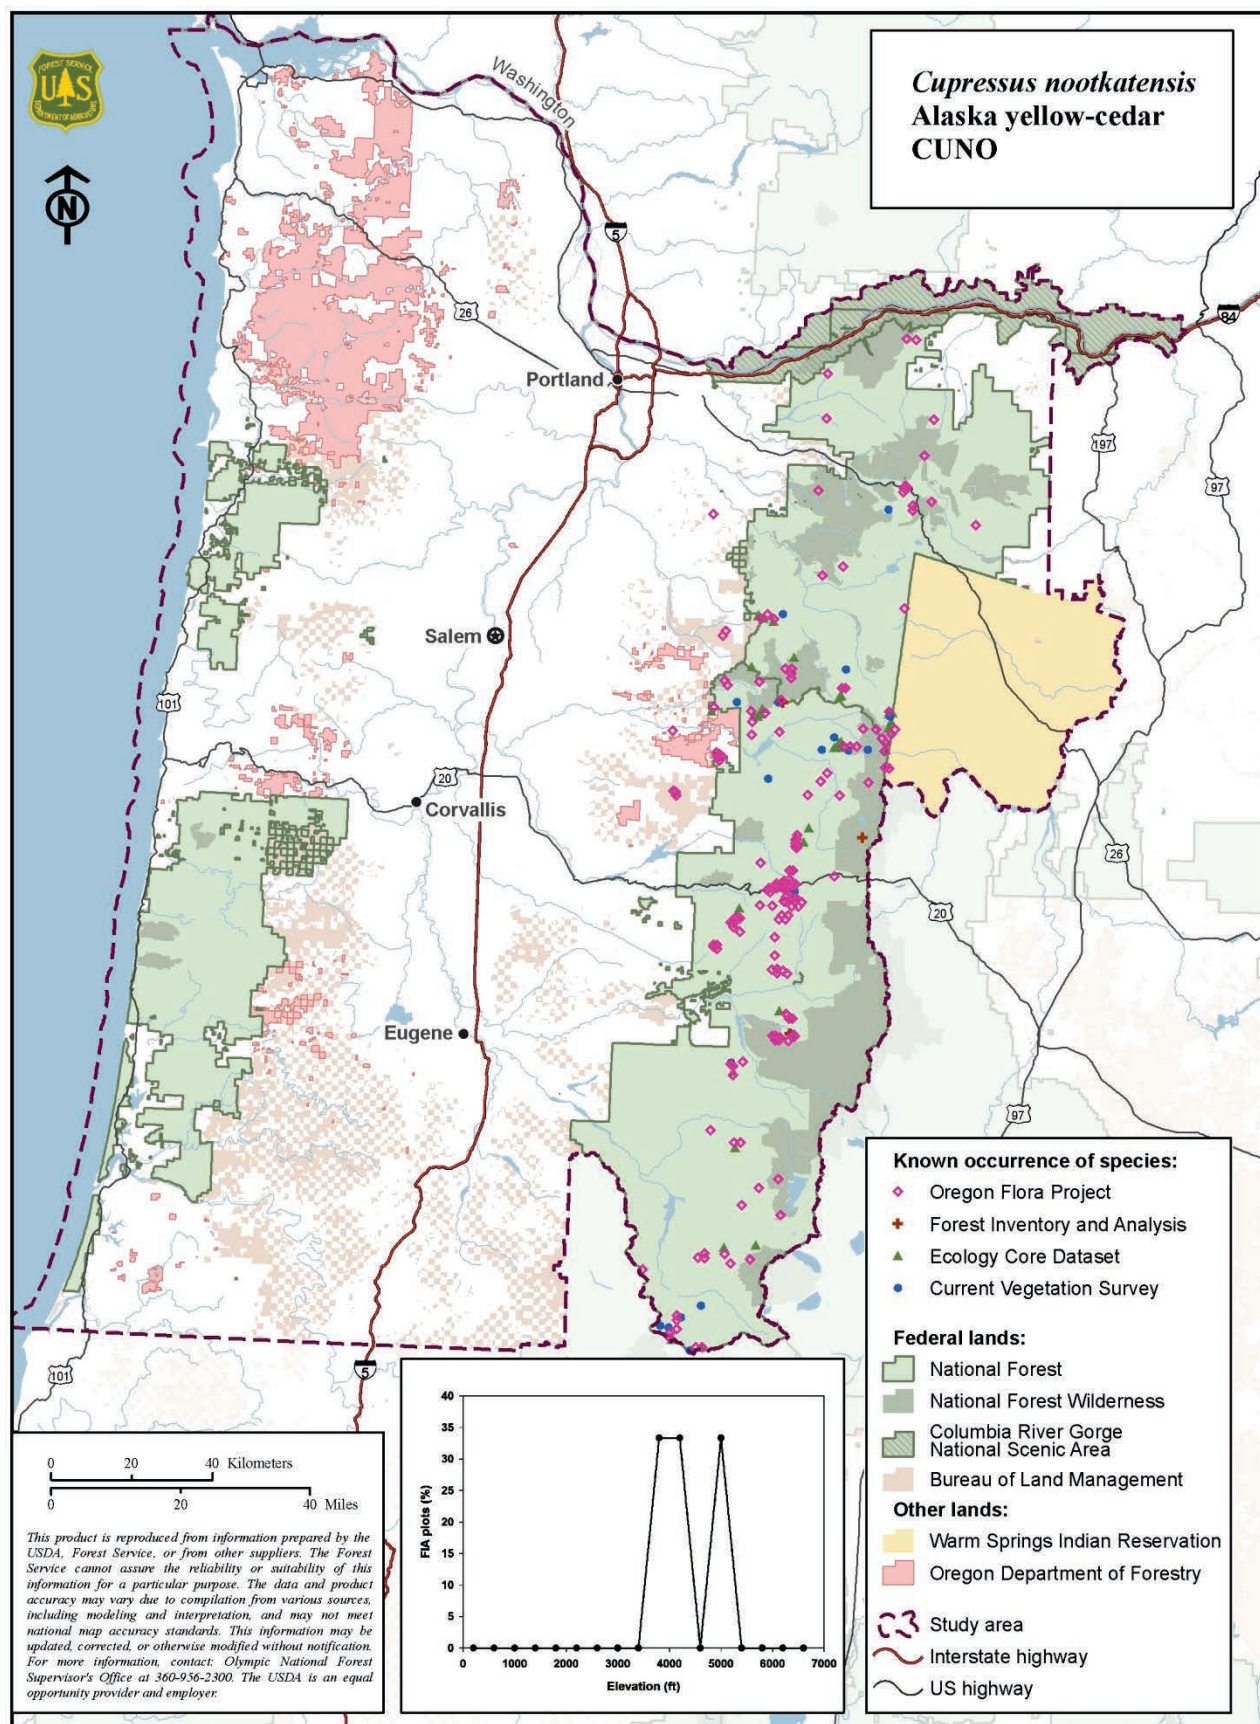 FOREST SERVICE
US
DEPARTMENT OF AGRICULTURE
N
Cupressus nootkatensis
Alaska yellow-cedar
CUNO
Washington
5
84
26
Portland
197
97
Salem
101
20
Corvallis
26
20
Eugene
97
101
5
Known occurrence of species:
Oregon Flora Project
Forest Inventory and Analysis
Ecology Core Dataset
Current Vegetation Survey
Federal lands:
National Forest
National Forest Wilderness
Columbia River Gorge
National Scenic Area
Bureau of Land Management
Other lands:
Warm Springs Indian Reservation
Oregon Department of Forestry
Study area
Interstate highway
US highway
0 20 40 Kilometers
0 20 40 Miles
This product is reproduced from information prepared by the
USDA, Forest Service, or from other suppliers. The Forest
Service cannot assure the reliability or suitability of this
information for a particular purpose. The data and product
accuracy may vary due to compilation from various sources,
including modeling and interpretation, and may not meet
national map accuracy standards. This information may be
updated, corrected, or otherwise modified without notification.
For more information, contact: Olympic National Forest
Supervisor's Office at 360-956-2300. The USDA is an equal
opportunity provider and employer.
40
35
30
25
20
15
10
5
0
FIA plots (%)
0 1000 2000 3000 4000 5000 6000 7000
Elevation (ft)